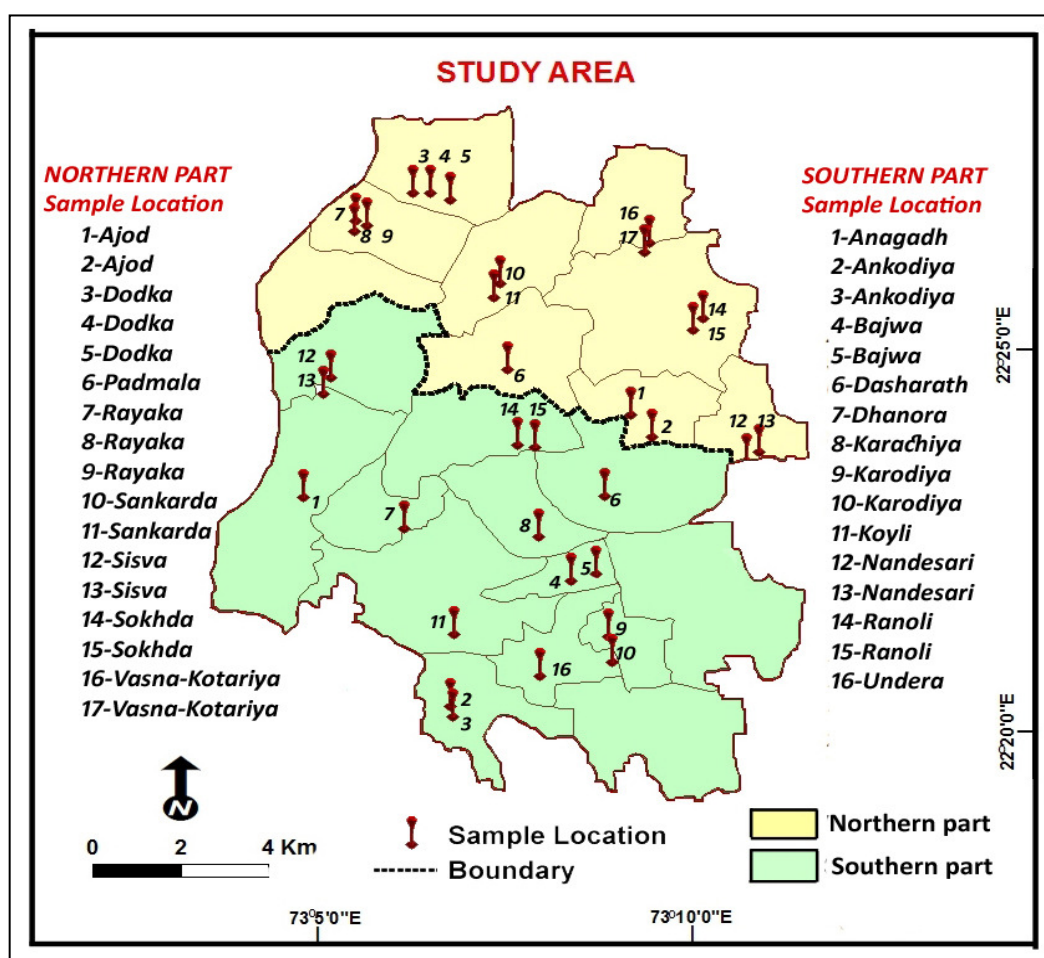 STUDY AREA
NORTHERN PART
Sample Location
1-Ajod
2-Ajod
3-Dodka
4-Dodka
5-Dodka
6-Padmala
7-Rayaka
8-Rayaka
9-Rayaka
10-Sankarda
11-Sankarda
12-Sisva
13-Sisva
14-Sokhda
15-Sokhda
16-Vasna-Kotariya
17-Vasna-Kotariya
SOUTHERN PART
Sample Location
1-Anagadh
2-Ankodiya
3-Ankodiya
4-Bajwa
5-Bajwa
6-Dasharath
7-Dhanora
8-Karachiya
9-Karodiya
10-Karodiya
11-Koyli
12-Nandesari
13-Nandesari
14-Ranoli
15-Ranoli
16-Undera
3 4 5
7
8 9
16
17
10
11
14
15
12
13
6
1
2
12 13
14 15
1
7
6
8
4 5
11
9
10
16
2
3
22°25'0"E
22°20'0"E
N
0 2 4 Km
Sample Location
Boundary
Northern part
Southern part
73°5'0"E
73°10'0"E